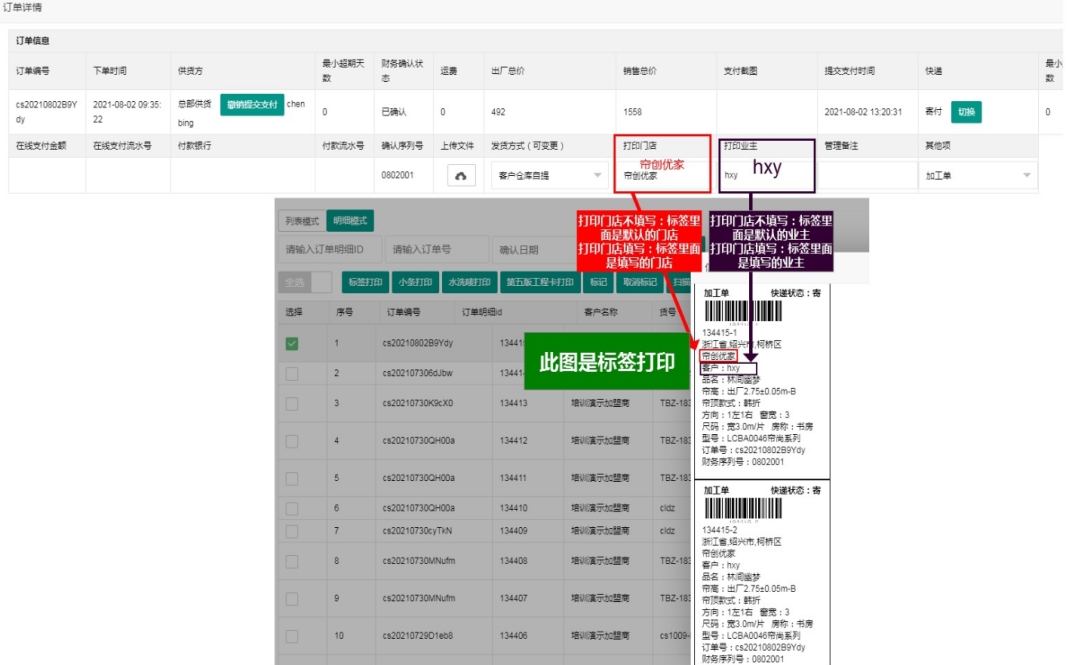 订单详情
订单信息
订单编号 下单时间 供货方 最小超期天数 财务确认状态 运费 出厂总价 销售总价 支付截图 提交支付时间 快递 最小
数
cs20210802B9Y
dy
2021-08-02 09:35:
22
总部供货 撤销提交支付 chen
bing
0 已确认 0 492 1558 2021-08-02 13:20:31 寄付 切换 0
在线支付金额 在线支付流水号 付款银行 付款流水号 确认序列号 上传文件 发货方式（可变更） 打印门店 打印业主 管理备注 其他项
0802001 客户仓库自提 帝创优家 hxy 加工单
帝创优家 hxy
列表模式 明细模式
打印门店不填写：标签里
面是默认的门店
打印门店填写：标签里面
是填写的门店
打印门店不填写：标签里
面是默认的业主
打印门店填写：标签里面
是填写的业主
请输入订单明细ID 请输入订单号 确认日期
全选 标签打印 小条打印 水洗唛打印 第五版工程卡打印 标记 取消标记
选择 序号 订单编号 订单明细id 客户名称 货号
1 cs20210802B9Ydy
此图是标签打印
2 cs202107306dJbw
3 cs20210730K9cX0 134413 培训演示加盟商
4 cs20210730QH00a 134412 培训演示加盟商
5 cs20210730QH00a 134411 培训演示加盟商
6 cs20210730QH00a 134410 培训演示加盟商 cldz
7 cs20210730cyTkN 134409 培训演示加盟商 cldz
8 cs20210730MNufm 134408 培训演示加盟商
9 cs20210730MNufm 134407 培训演示加盟商
10 cs20210729D1eb8 134406 培训演示加盟商 cs1009-
加工单 快递状态：寄
134415-1
浙江省,绍兴市,柯桥区
帝创优家
客户：hxy
品名：林间幽梦
帘高：出厂2.75±0.05m-B
帘顶款式：韩折
方向：1左1右 窗宽：3
尺码：宽3.0m/片 房称：书房
型号：LCBA0046帘尚系列
订单号：cs20210802B9Ydy
财务序列号：0802001
加工单 快递状态：寄
134415-2
浙江省,绍兴市,柯桥区
帝创优家
客户：hxy
品名：林间幽梦
帘高：出厂2.75±0.05m-B
帘顶款式：韩折
方向：1左1右 窗宽：3
尺码：宽3.0m/片 房称：书房
型号：LCBA0046帘尚系列
订单号：cs20210802B9Ydy
财务序列号：0802001